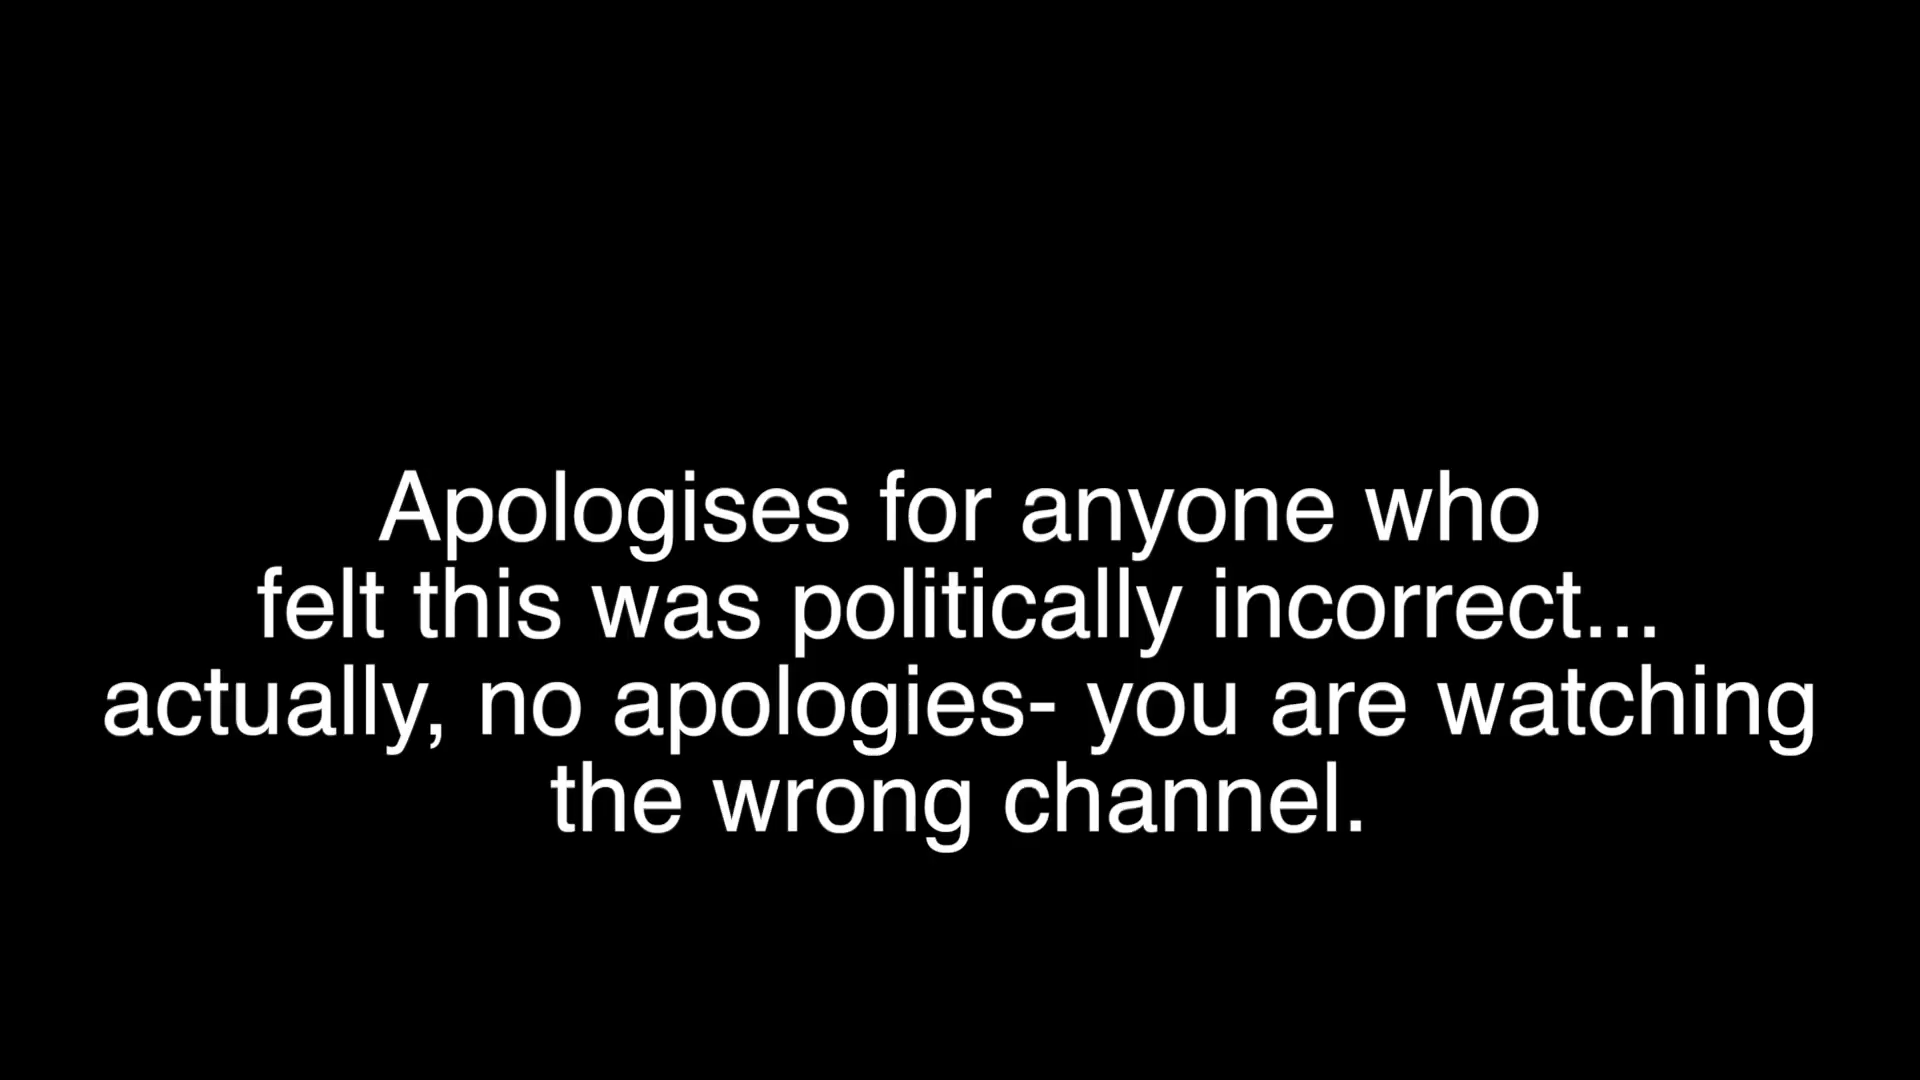 Apologises for anyone who
felt this was politically incorrect...
actually, no apologies- you are watching
the wrong channel.